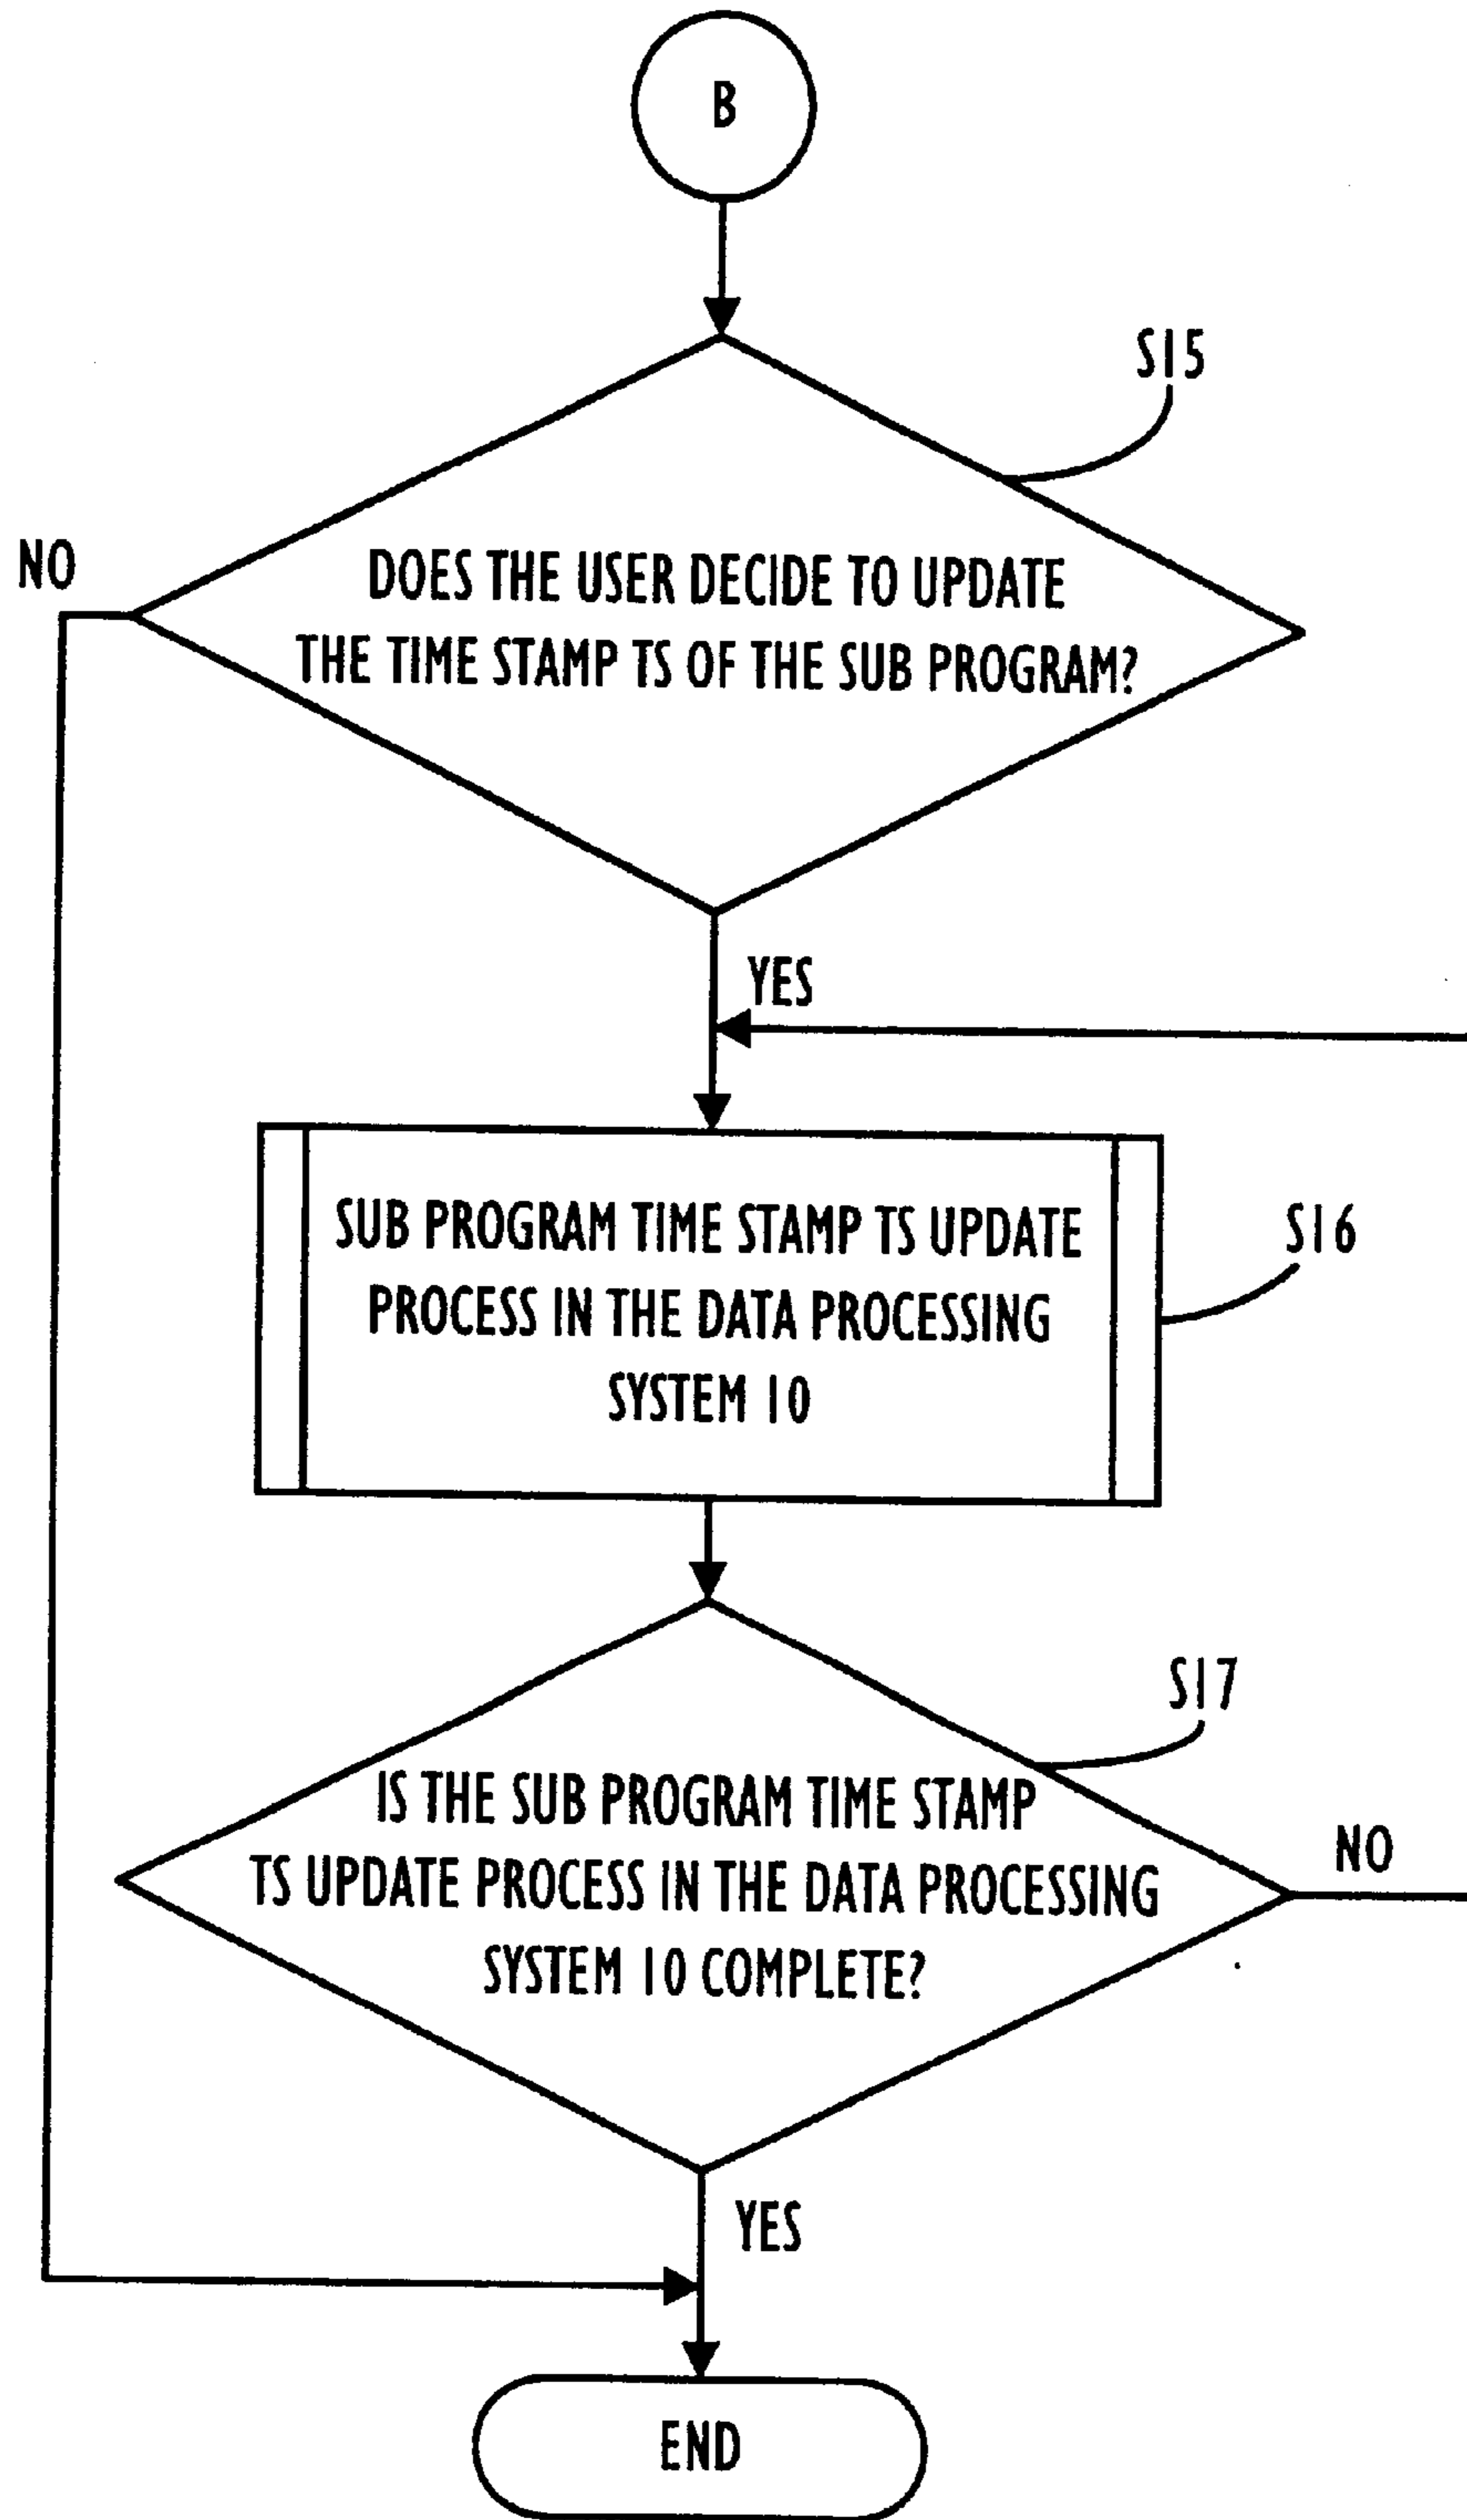 B
S15
NO
DOES THE USER DECIDE TO UPDATE
THE TIME STAMP TS OF THE SUB PROGRAM?
YES
SUB PROGRAM TIME STAMP TS UPDATE
PROCESS IN THE DATA PROCESSING
SYSTEM 10
S16
S17
IS THE SUB PROGRAM TIME STAMP
TS UPDATE PROCESS IN THE DATA PROCESSING
SYSTEM 10 COMPLETE?
NO
YES
END